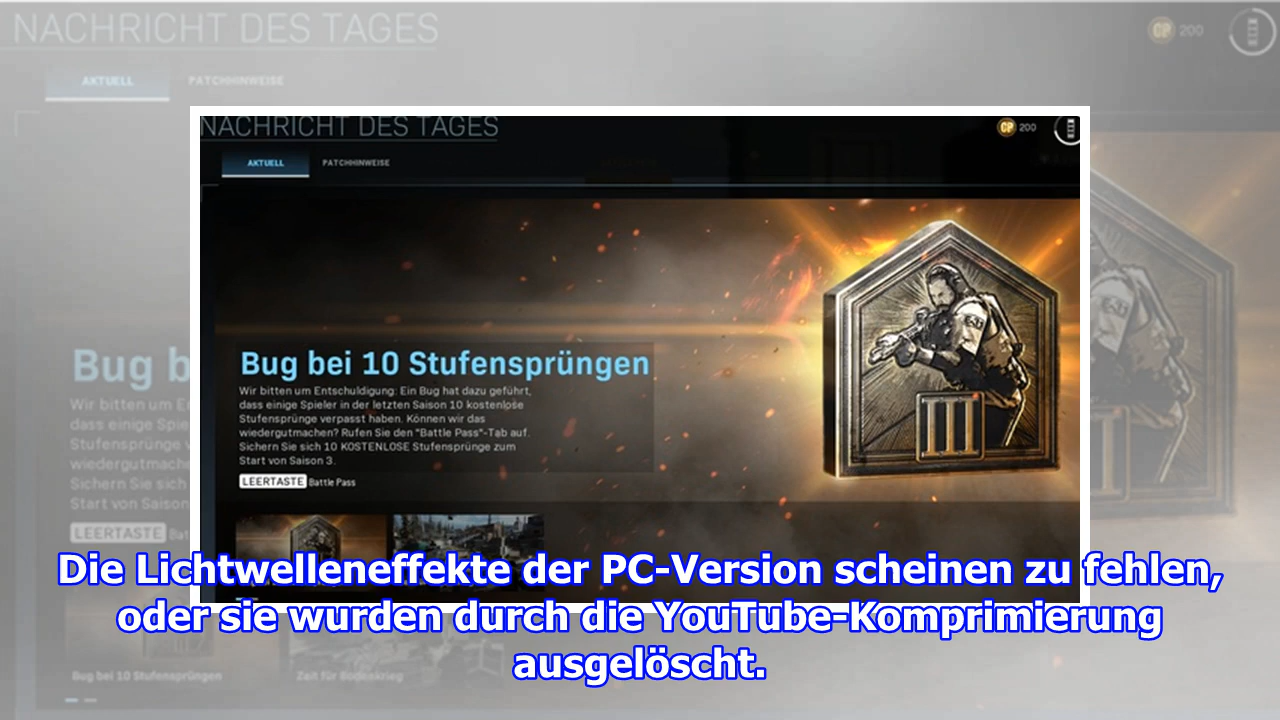 NACHRICHT DES TAGES
200
AKTUELL
PATCHHINWEISE
NACHRICHT DES TAGES
CP 200
AKTUELL
PATCHHINWEISE
III
Bug bei 10 Stufensprüngen
Wir bitten um Entschuldigung: Ein Bug hat dazu geführt,
dass einige Spieler in der letzten Saison 10 kostenlose
Stufensprünge verpasst haben. Können wir das
wiedergutmachen? Rufen Sie den "Battle Pass"-Tab auf.
Sichern Sie sich 10 KOSTENLOSE Stufensprünge zum
Start von Saison 3.
LEERTASTE Battle Pass
Bug b
Wir bitten um E
dass einige Spie
Stufensprünge v
wiedergutmache
Sichern Sie sich
Start von Saison
LEERTASTE Bat
Die Lichtwelleneffekte der PC-Version scheinen zu fehlen,
oder sie wurden durch die YouTube-Komprimierung
ausgelöscht.
Bug bei 10 Stufensprüngen
Zeit für Bodenkrieg